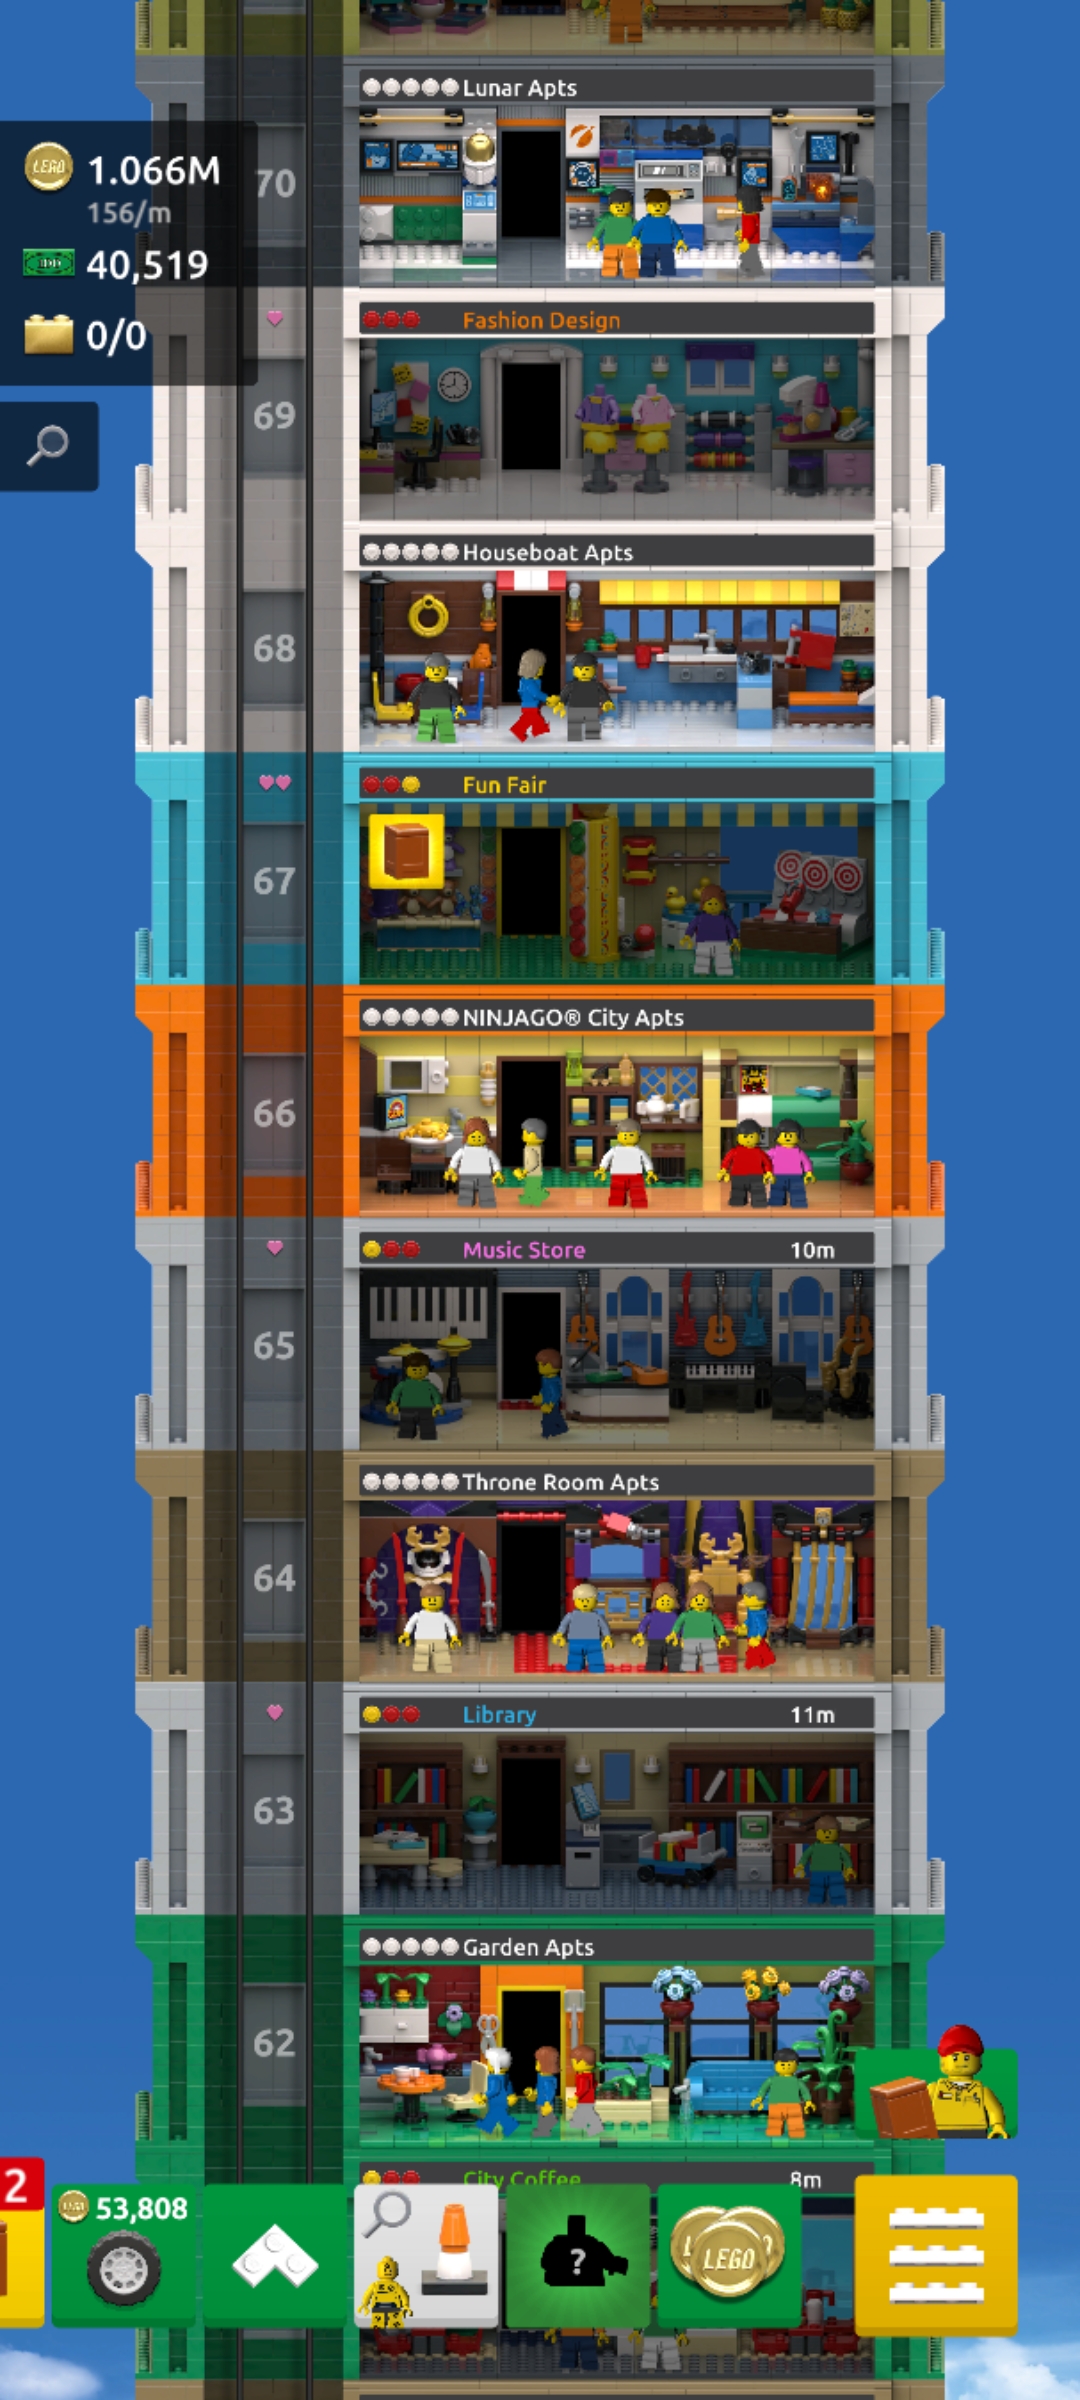 Lunar Apts
LEGO 1.066M
156/m
70
40,519
0/0
Fashion Design
69
Houseboat Apts
68
Fun Fair
67
NINJAGO® City Apts
66
Music Store 10m
65
Throne Room Apts
64
Library 11m
63
Garden Apts
62
City Coffee 8m
2
53,808
?
LEGO